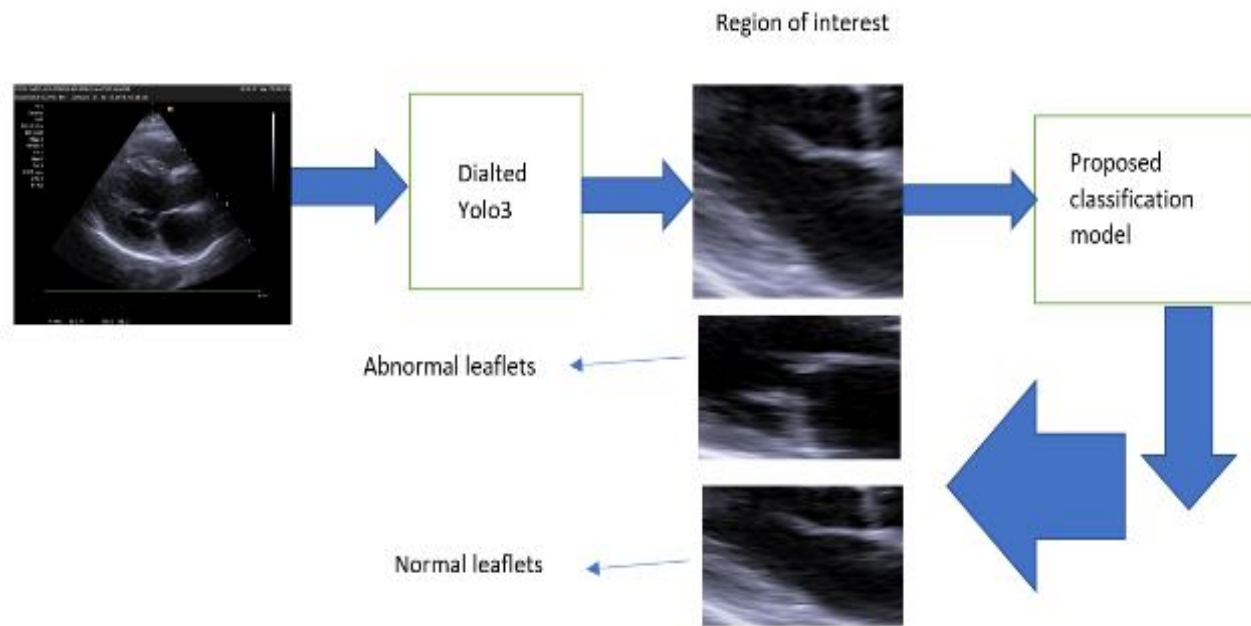 Region of interest
Dialted
Yolo3
Proposed
classification
model
Abnormal leaflets
Normal leaflets